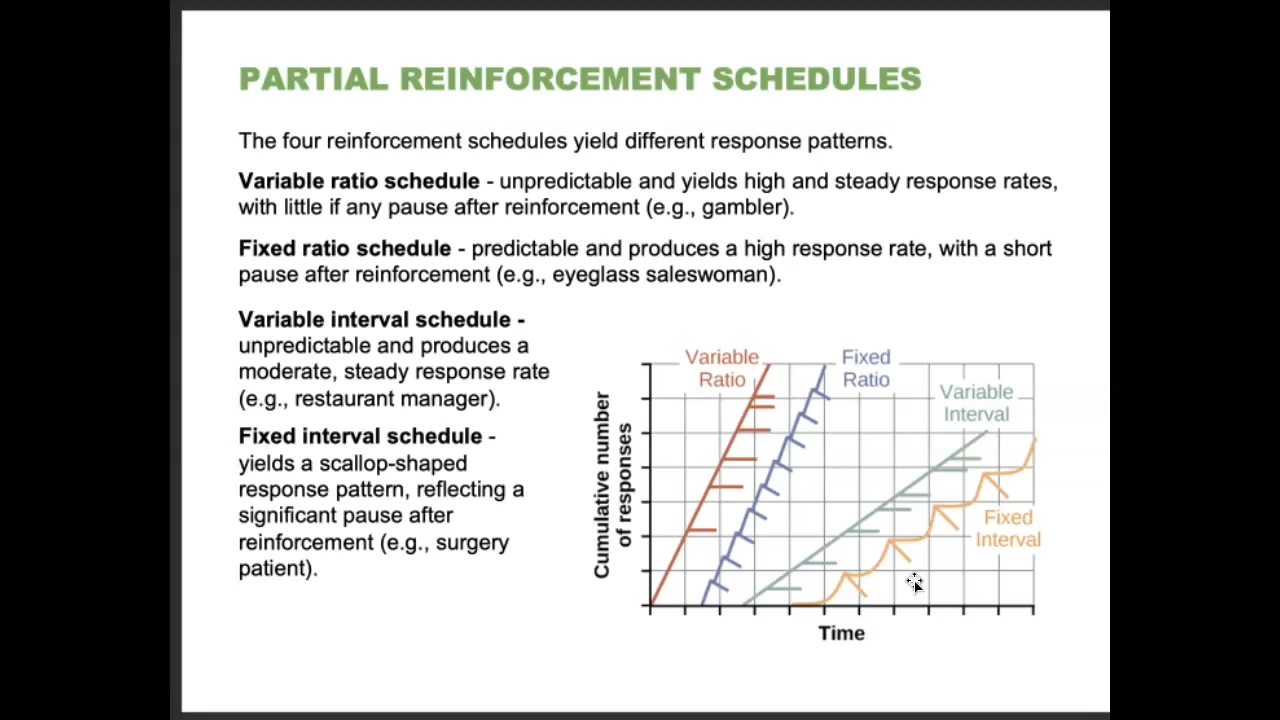 PARTIAL REINFORCEMENT SCHEDULES
The four reinforcement schedules yield different response patterns.
Variable ratio schedule - unpredictable and yields high and steady response rates,
with little if any pause after reinforcement (e.g., gambler).
Fixed ratio schedule - predictable and produces a high response rate, with a short
pause after reinforcement (e.g., eyeglass saleswoman).
Variable interval schedule -
unpredictable and produces a
moderate, steady response rate
(e.g., restaurant manager).
Fixed interval schedule -
yields a scallop-shaped
response pattern, reflecting a
significant pause after
reinforcement (e.g., surgery
patient).
Cumulative number
of responses
Variable
Ratio
Fixed
Ratio
Variable
Interval
Fixed
Interval
Time